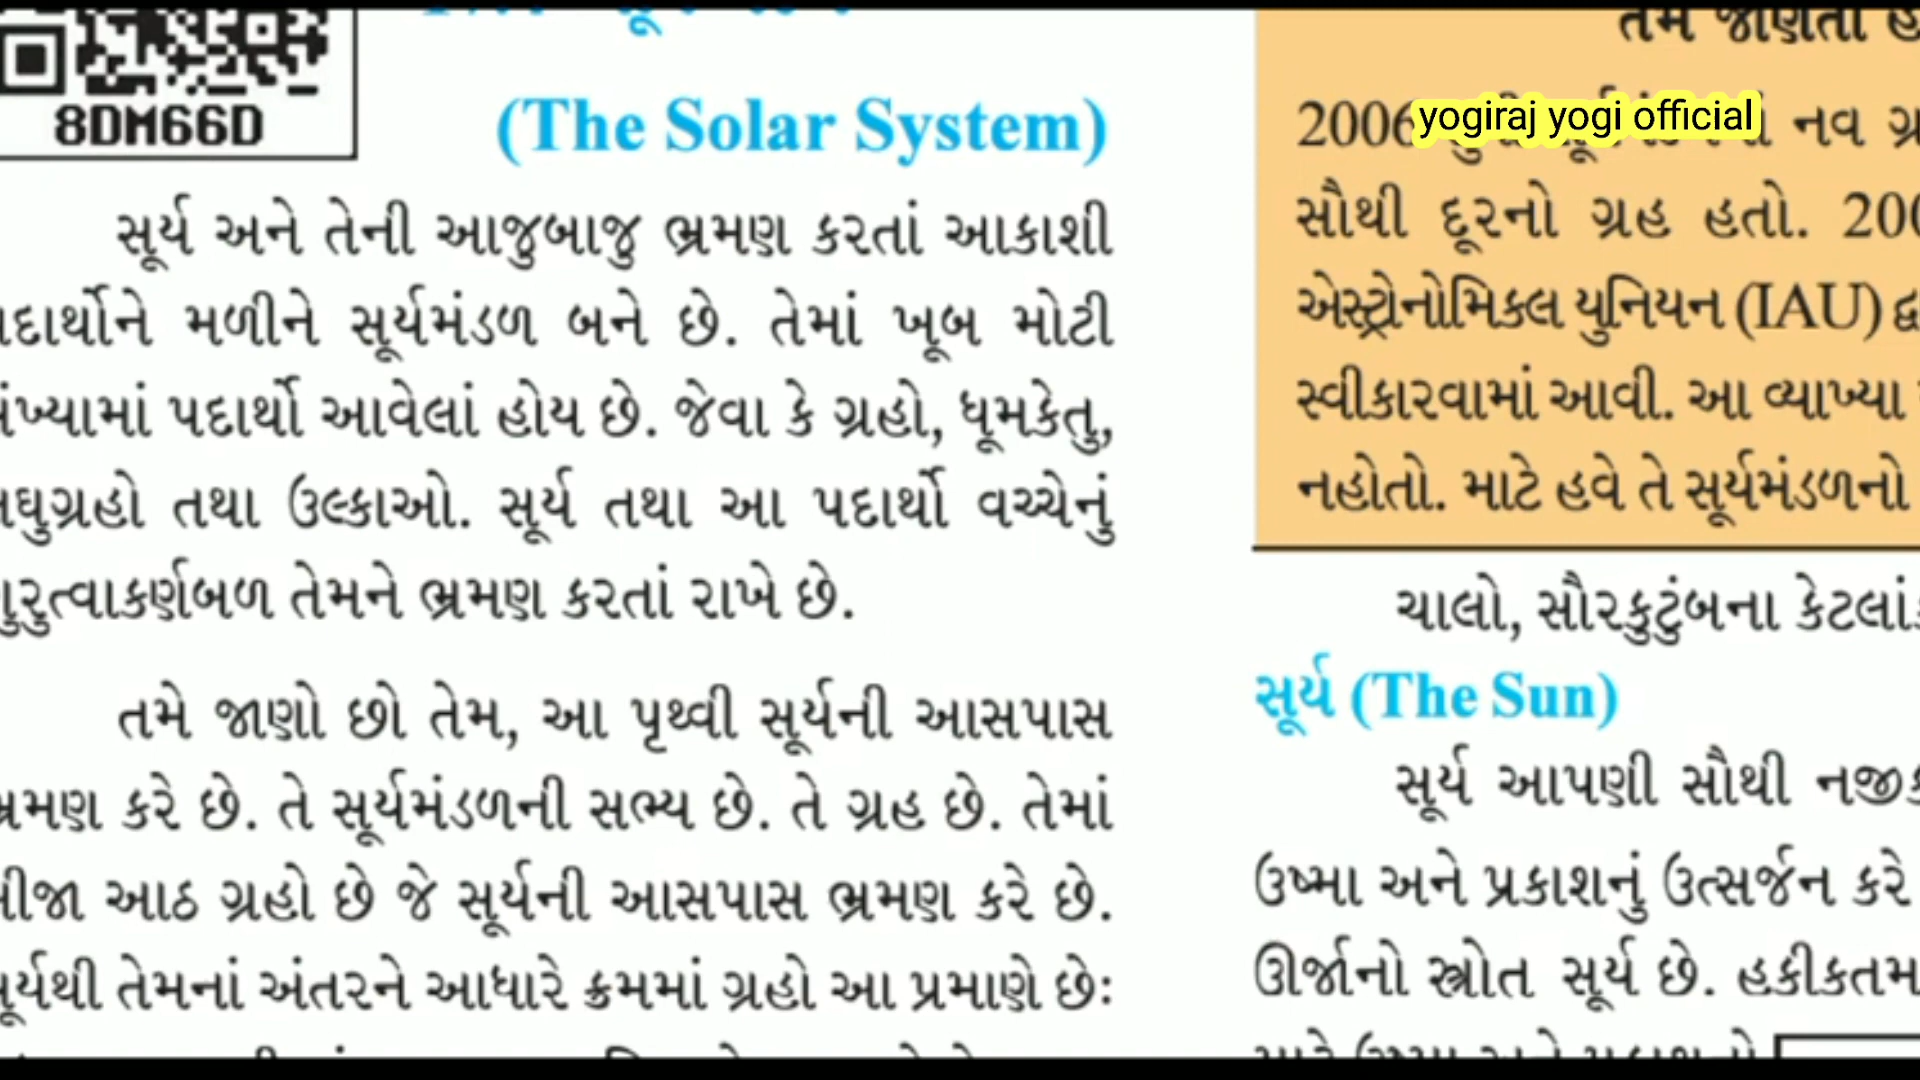 8DM66D
(The Solar System)
સૂર્ય અને તેની આજુબાજુ ભ્રમણ કરતાં આકાશી
મળીને સૂર્યમંડળ બને છે. તેમાં ખૂબ મોટી
પદાર્થો આવેલાં હોય છે. જેવા કે ગ્રહો, ધૂમકેતુ,
તથા ઉલ્કાઓ. સૂર્ય તથા આ પદાર્થો વચ્ચેનું
તેમને ભ્રમણ કરતાં રાખે છે.
તમે જાણો છો તેમ, આ પૃથ્વી સૂર્યની આસપાસ
કરે છે. તે સૂર્યમંડળની સભ્ય છે. તે ગ્રહ છે. તેમાં
આઠ ગ્રહો છે જે સૂર્યની આસપાસ ભ્રમણ કરે છે.
તેમનાં અંતરને આધારે ક્રમમાં ગ્રહો આ પ્રમાણે છેઃ
yogiraj yogi official
નવ
સૌથી દૂરનો ગ્રહ હતો.
એસ્ટ્રોનોમિકલ યુનિયન (IAU)
સ્વીકારવામાં આવી. આ વ્યાખ્યા
નહોતો. માટે હવે તે સૂર્યમંડળનો
ચાલો, સૌરકુટુંબના
સૂર્ય (The Sun)
સૂર્ય આપણી સૌથી
ઉષ્મા અને પ્રકાશનું ઉત્સર્જન કરે
ઊર્જાનો સ્ત્રોત સૂર્ય છે.